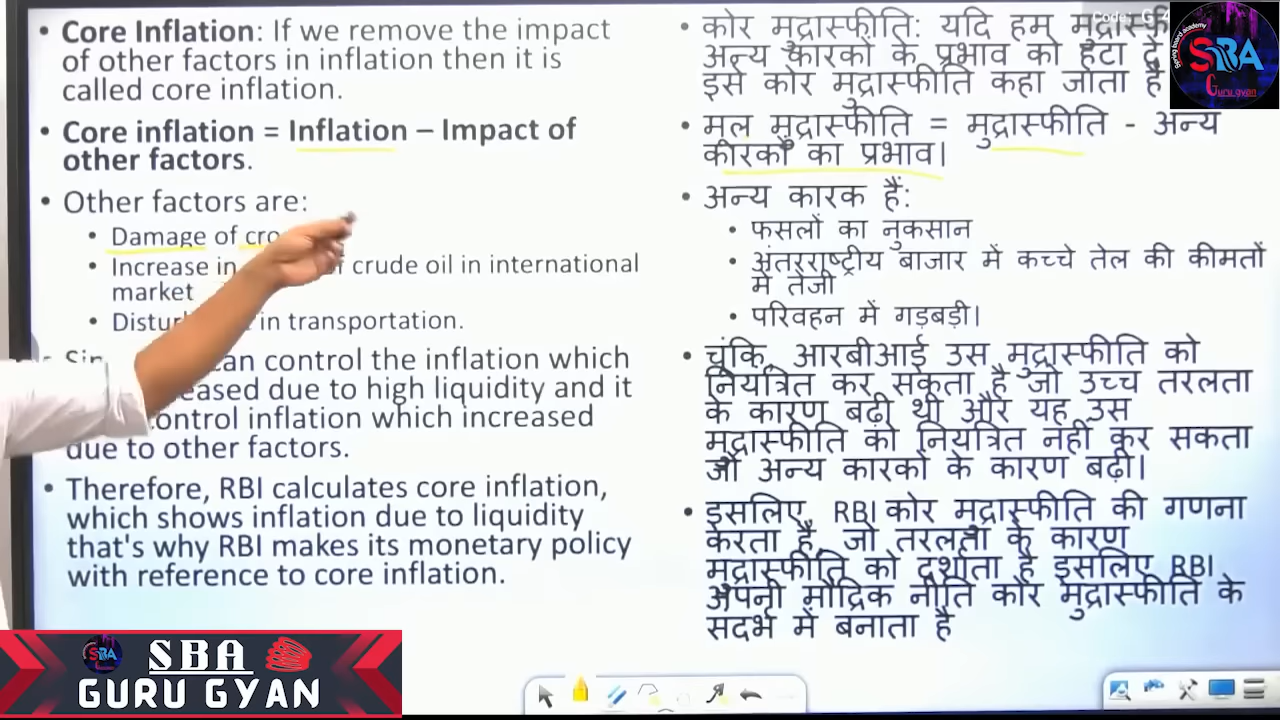 • Core Inflation: If we remove the impact
of other factors in inflation then it is
called core inflation.
• Core inflation = Inflation – Impact of
other factors.
• Other factors are:
• Damage of
• Increase in crude oil in international
market
• in transportation.
can control the inflation which
due to high liquidity and it
inflation which increased
due to other factors.
• Therefore, RBI calculates core inflation,
which shows inflation due to liquidity
that's why RBI makes its monetary policy
with reference to core inflation.
• कोर मुद्रास्फीति: यदि हम
अन्य कारकों के प्रभाव को हटा दें
इसे कोर मुद्रास्फीति कहा जाता है
• मूल मुद्रास्फीति = मुद्रास्फीति - अन्य
कारकों का प्रभाव।
• अन्य कारक हैं:
• फसलों का नुकसान
• अंतरराष्ट्रीय बाजार में कच्चे तेल की कीमतों
में तेजी
• परिवहन में गड़बड़ी।
• चूंकि, आरबीआई उस मुद्रास्फीति को
नियंत्रित कर सकता है जो उच्च तरलता
के कारण बढ़ी थी और यह उस
मुद्रास्फीति को नियंत्रित नहीं कर सकता
जो अन्य कारकों के कारण बढ़ी।
• इसलिए, RBI कोर मुद्रास्फीति की गणना
करता है, जो तरलता के कारण
मुद्रास्फीति को दर्शाता है इसलिए RBI
अपनी मौद्रिक नीति कोर मुद्रास्फीति के
संदर्भ में बनाता है
Code:
SBA
Guru gyan
SBA
SBA
GURU GYAN